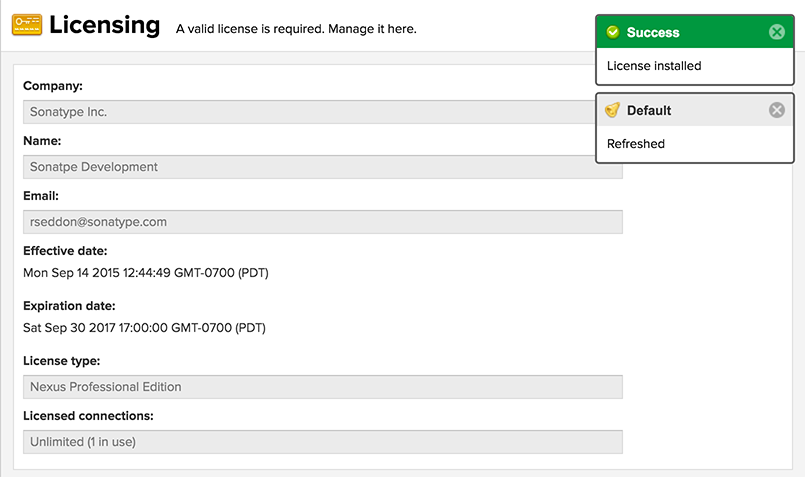 Licensing
A valid license is required. Manage it here.
Success
License installed
Default
Refreshed
Company:
Sonatype Inc.
Name:
Sonatpe Development
Email:
rseddon@sonatype.com
Effective date:
Mon Sep 14 2015 12:44:49 GMT-0700 (PDT)
Expiration date:
Sat Sep 30 2017 17:00:00 GMT-0700 (PDT)
License type:
Nexus Professional Edition
Licensed connections:
Unlimited (1 in use)